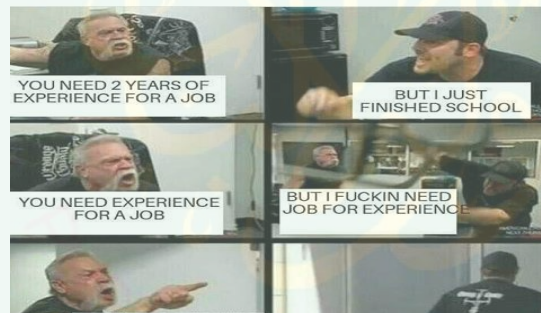 YOU NEED 2 YEARS OF
EXPERIENCE FOR A JOB
BUT I JUST
FINISHED SCHOOL
YOU NEED EXPERIENCE
FOR A JOB
BUT I FUCKIN NEED
JOB FOR EXPERIENCE